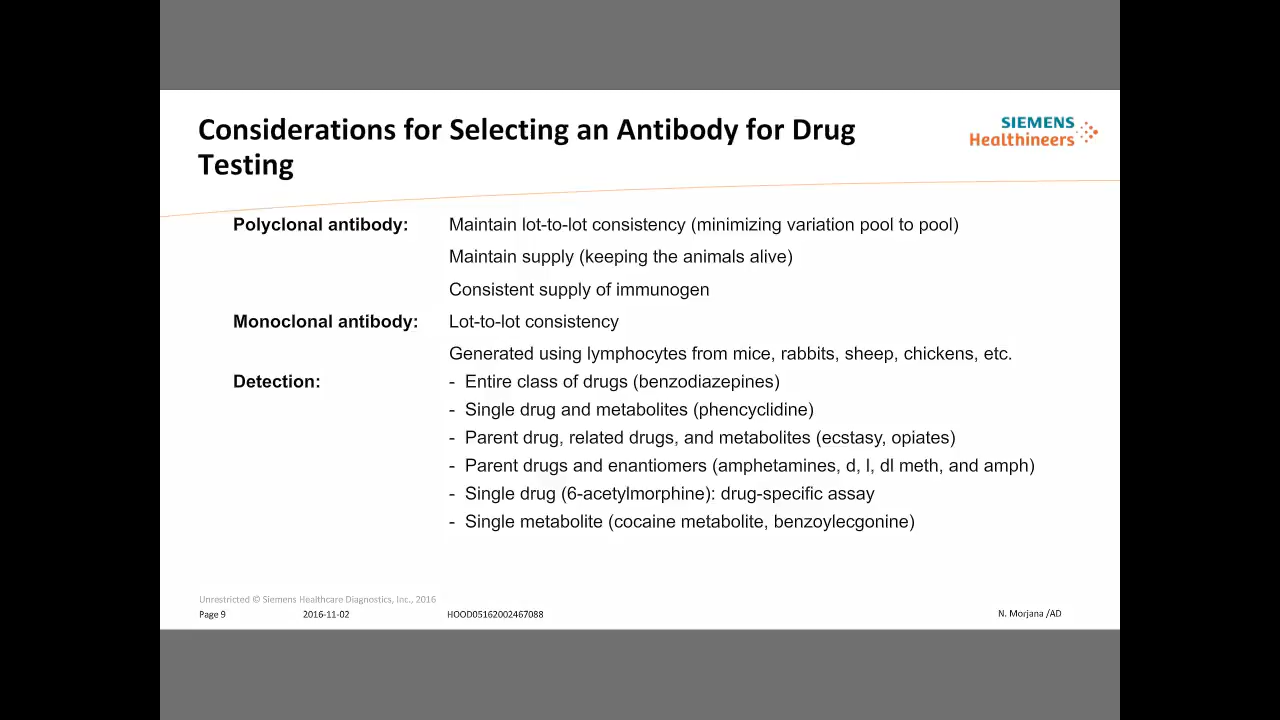 Considerations for Selecting an Antibody for Drug
Testing
SIEMENS
Healthineers
Polyclonal antibody: Maintain lot-to-lot consistency (minimizing variation pool to pool)
Maintain supply (keeping the animals alive)
Consistent supply of immunogen
Monoclonal antibody: Lot-to-lot consistency
Generated using lymphocytes from mice, rabbits, sheep, chickens, etc.
Detection: - Entire class of drugs (benzodiazepines)
- Single drug and metabolites (phencyclidine)
- Parent drug, related drugs, and metabolites (ecstasy, opiates)
- Parent drugs and enantiomers (amphetamines, d, l, dl meth, and amph)
- Single drug (6-acetylmorphine): drug-specific assay
- Single metabolite (cocaine metabolite, benzoylecgonine)
Unrestricted © Siemens Healthcare Diagnostics, Inc., 2016
Page 9 2016-11-02 HOOD05162002467088 N. Morjana /AD